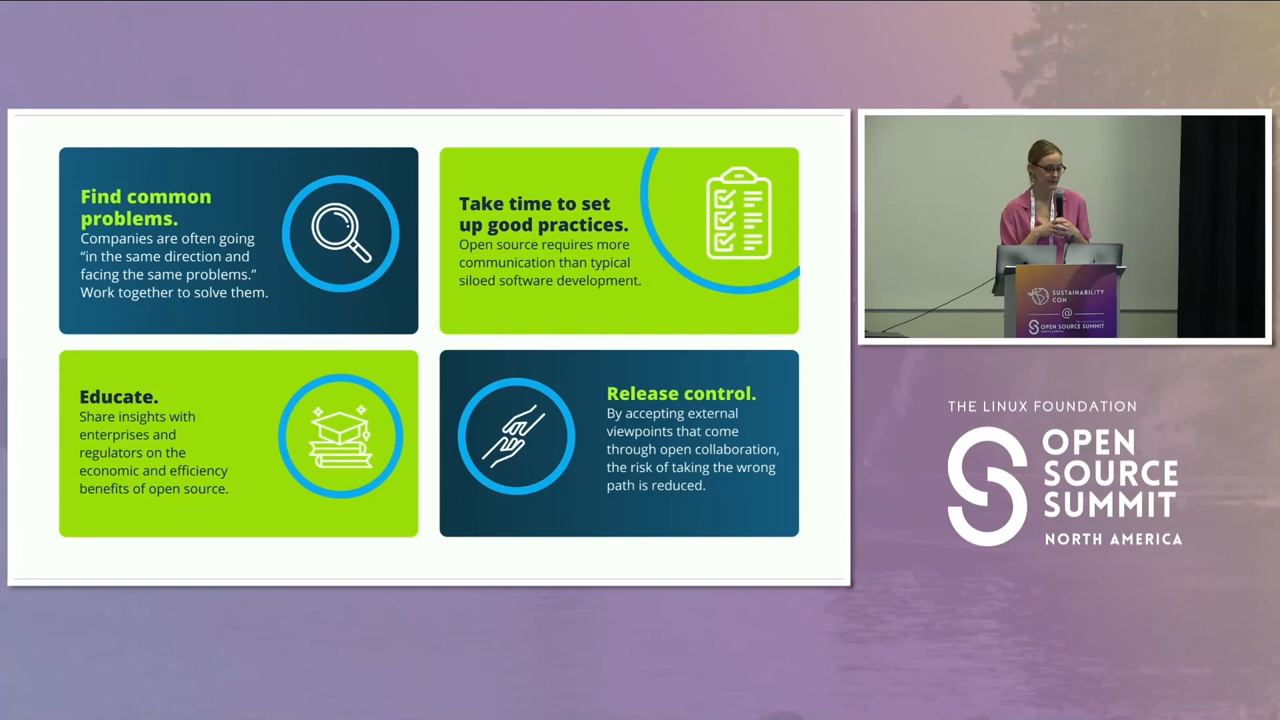 Find common
problems.
Companies are often going
“in the same direction and
facing the same problems.”
Work together to solve them.
Take time to set
up good practices.
Open source requires more
communication than typical
siloed software development.
Educate.
Share insights with
enterprises and
regulators on the
economic and efficiency
benefits of open source.
Release control.
By accepting external
viewpoints that come
through open collaboration,
the risk of taking the wrong
path is reduced.
SUSTAINABILITY
CON
@
OPEN SOURCE SUMMIT
THE LINUX FOUNDATION
OPEN
SOURCE
SUMMIT
NORTH AMERICA